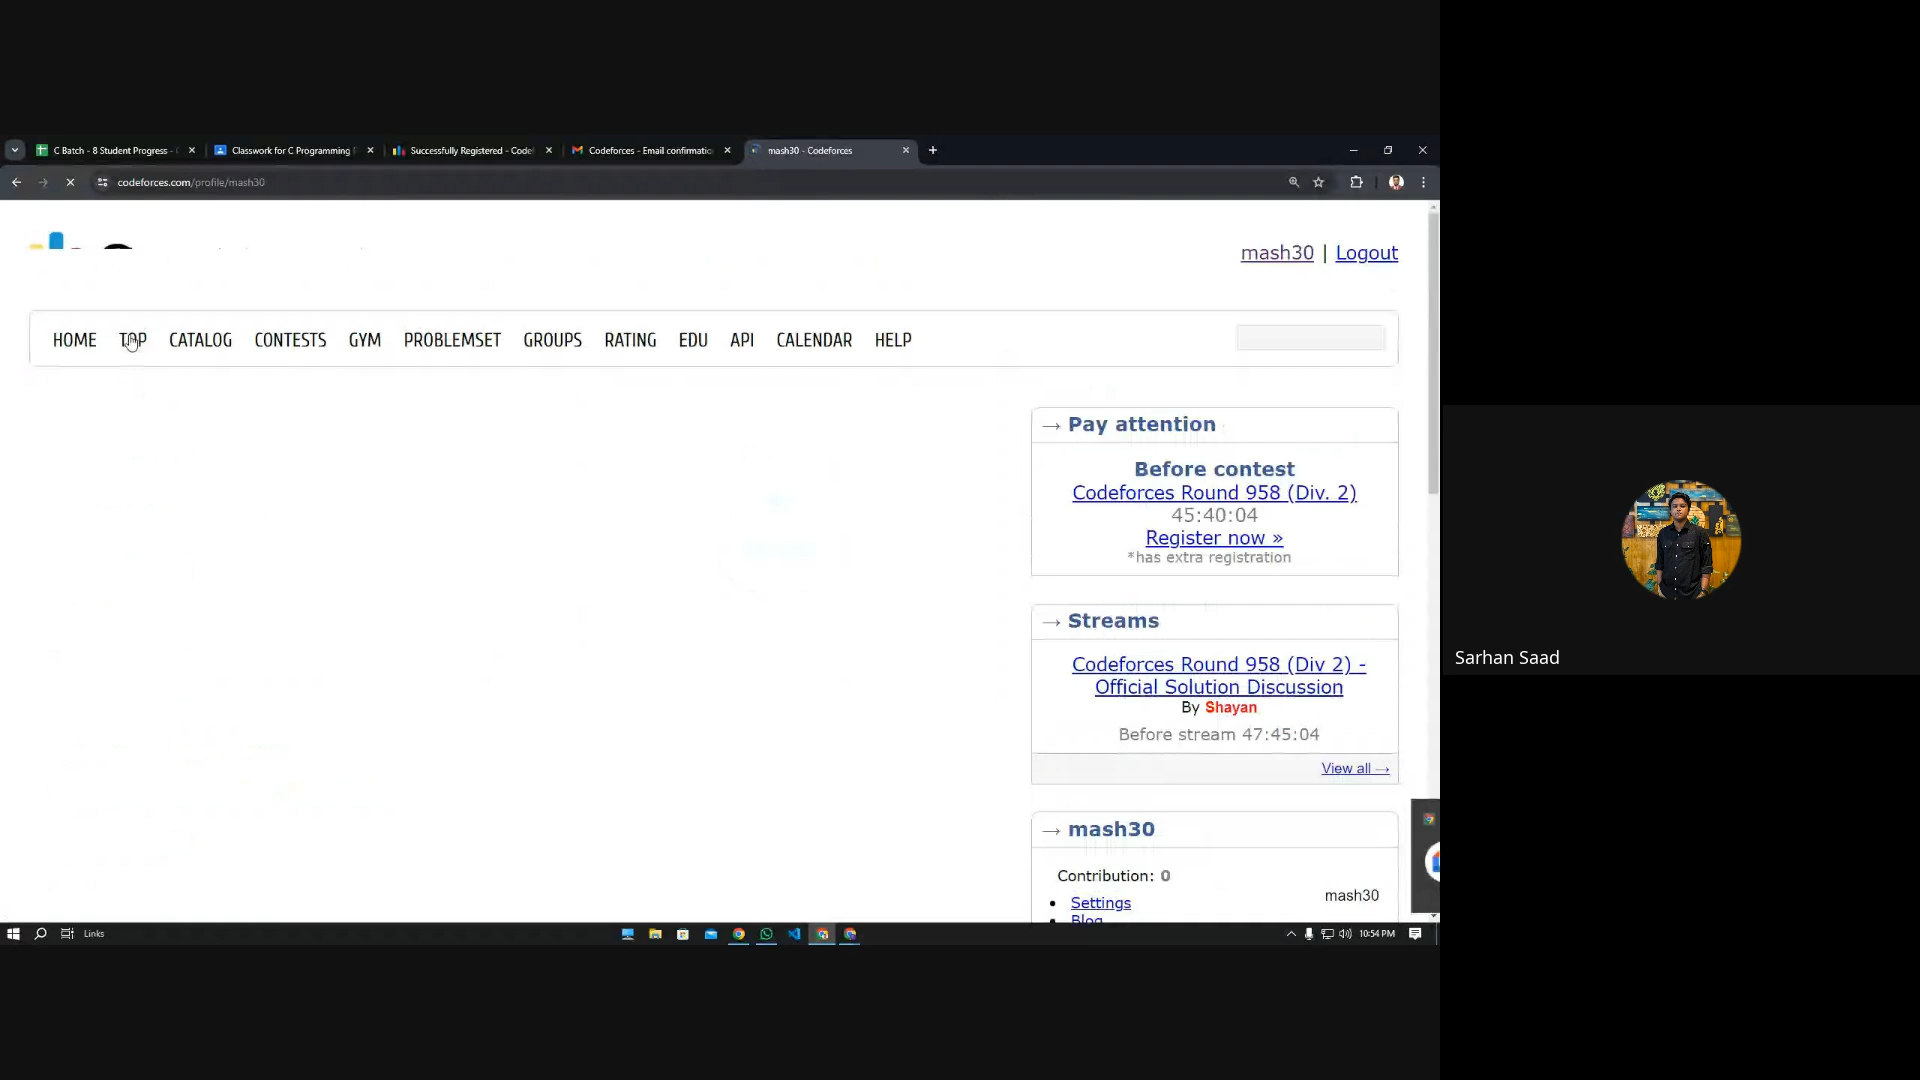 C Batch - 8 Student Progress -
Classwork for C Programming
Successfully Registered - Code
Codeforces - Email confirmatio
mash30 - Codeforces
codeforces.com/profile/mash30
mash30 | Logout
HOME TOP CATALOG CONTESTS GYM PROBLEMSET GROUPS RATING EDU API CALENDAR HELP
→ Pay attention
Before contest
Codeforces Round 958 (Div. 2)
45:40:04
Register now »
*has extra registration
→ Streams
Codeforces Round 958 (Div 2) -
Official Solution Discussion
By Shayan
Before stream 47:45:04
View all →
→ mash30
Contribution: 0
Settings
Blog
mash30
Sarhan Saad
Links
10:54 PM